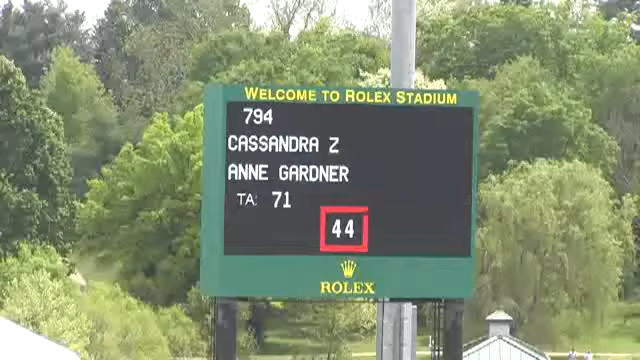 WELCOME TO ROLEX STADIUM
794
CASSANDRA Z
ANNE GARDNER
TA: 71
44
ROLEX